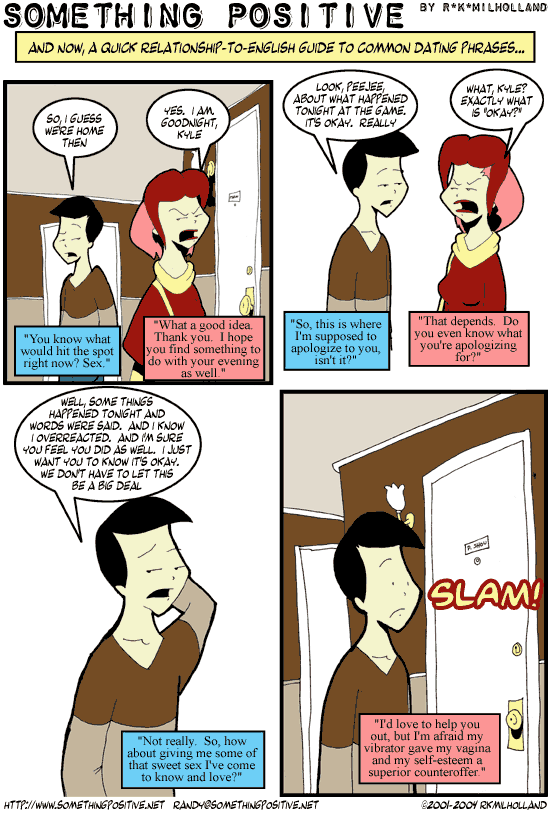 SOMETHING POSITIVE BY R*K*MILHOLLAND
AND NOW, A QUICK RELATIONSHIP-TO-ENGLISH GUIDE TO COMMON DATING PHRASES...
SO, I GUESS
WE'RE HOME
THEN
YES. I AM.
GOODNIGHT,
KYLE
"You know what
would hit the spot
right now? Sex."
"What a good idea.
Thank you. I hope
you find something to
do with your evening
as well."
LOOK, PEEJEE,
ABOUT WHAT HAPPENED
TONIGHT AT THE GAME.
IT'S OKAY. REALLY
WHAT, KYLE?
EXACTLY WHAT
IS "OKAY?"
"So, this is where
I'm supposed to
apologize to you,
isn't it?"
"That depends. Do
you even know what
you're apologizing
for?"
WELL, SOME THINGS
HAPPENED TONIGHT AND
WORDS WERE SAID. AND I KNOW
I OVERREACTED. AND I'M SURE
YOU FEEL YOU DID AS WELL. I JUST
WANT YOU TO KNOW IT'S OKAY.
WE DON'T HAVE TO LET THIS
BE A BIG DEAL
"Not really. So, how
about giving me some of
that sweet sex I've come
to know and love?"
P. SHOU
SLAM!
"I'd love to help you
out, but I'm afraid my
vibrator gave my vagina
and my self-esteem a
superior counteroffer."
HTTP://WWW.SOMETHINGPOSITIVE.NET RANDY@SOMETHINGPOSITIVE.NET ©2001-2004 RKMILHOLLAND